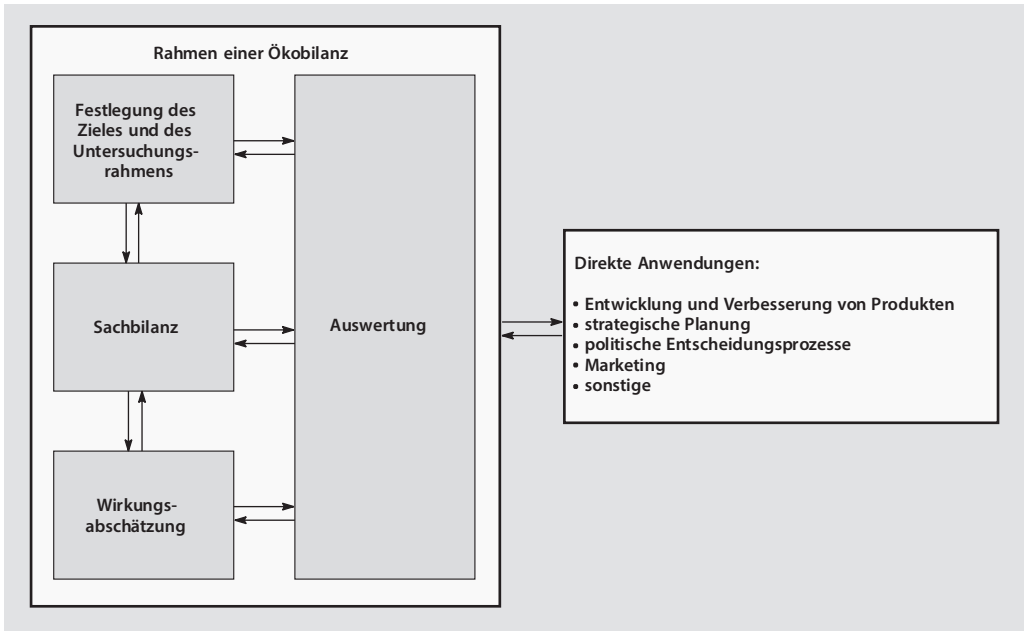 Rahmen einer Ökobilanz
Festlegung des
Zieles und des
Untersuchungs-
rahmens
Sachbilanz
Wirkungs-
abschätzung
Auswertung
Direkte Anwendungen:
• Entwicklung und Verbesserung von Produkten
• strategische Planung
• politische Entscheidungsprozesse
• Marketing
• sonstige